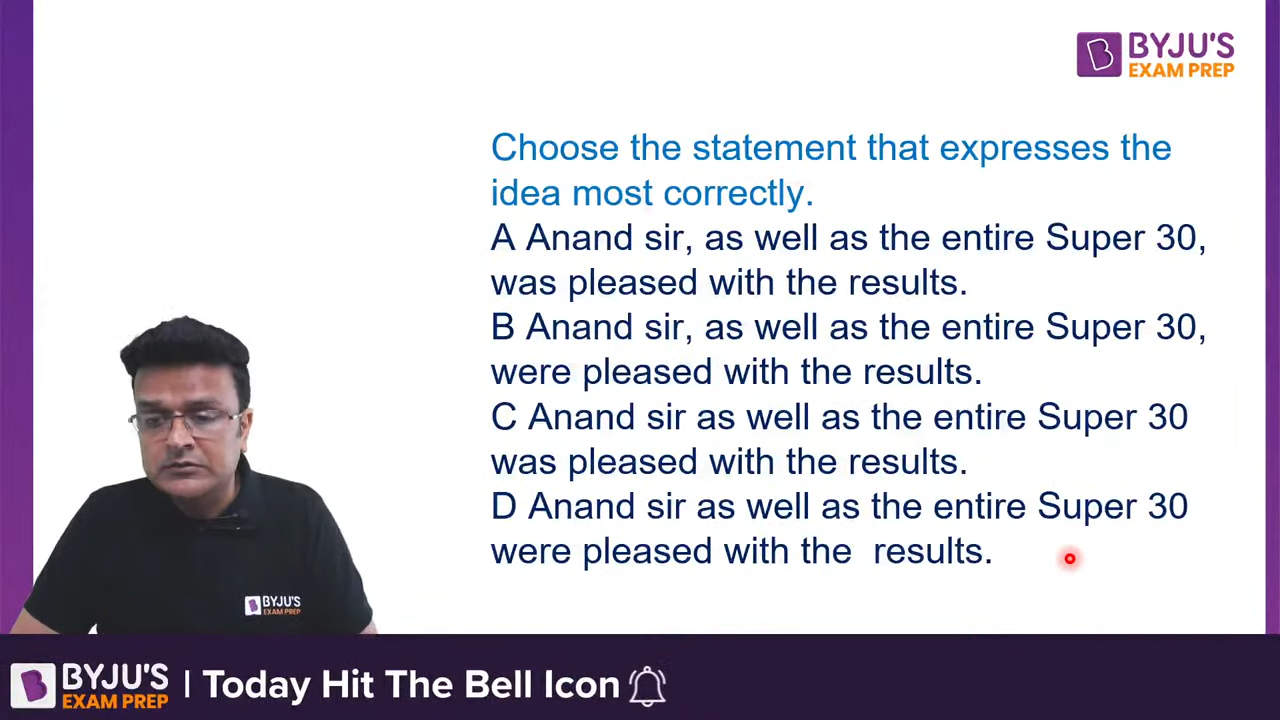 BYJU'S
EXAM PREP
Choose the statement that expresses the
idea most correctly.
A Anand sir, as well as the entire Super 30,
was pleased with the results.
B Anand sir, as well as the entire Super 30,
were pleased with the results.
C Anand sir as well as the entire Super 30
was pleased with the results.
D Anand sir as well as the entire Super 30
were pleased with the results.
BYJU'S
EXAM PREP
BYJU'S
EXAM PREP
| Today Hit The Bell Icon